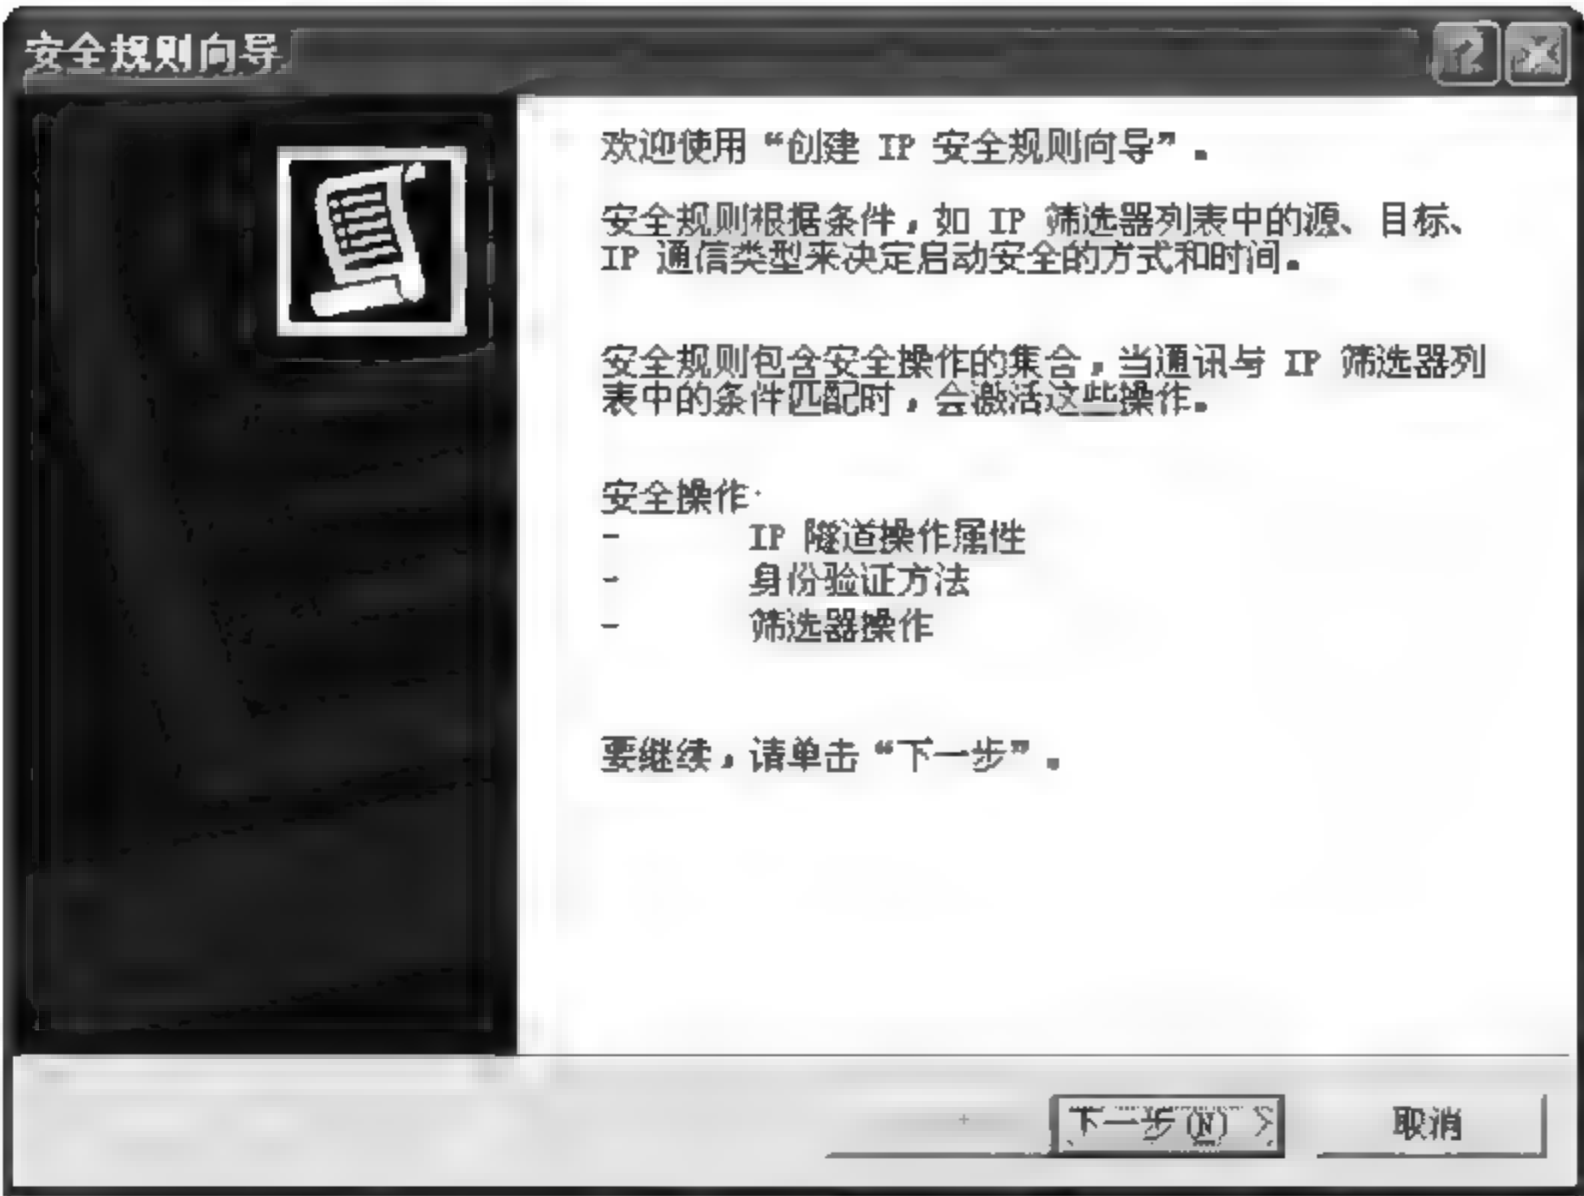 安全规则向导
欢迎使用“创建 IP 安全规则向导”。
安全规则根据条件，如 IP 筛选器列表中的源、目标、
IP 通信类型来决定启动安全的方式和时间。
安全规则包含安全操作的集合，当通讯与 IP 筛选器列
表中的条件匹配时，会激活这些操作。
安全操作:
- IP 隧道操作属性
- 身份验证方法
- 筛选器操作
要继续，请单击“下一步”。
下一步(N) >
取消